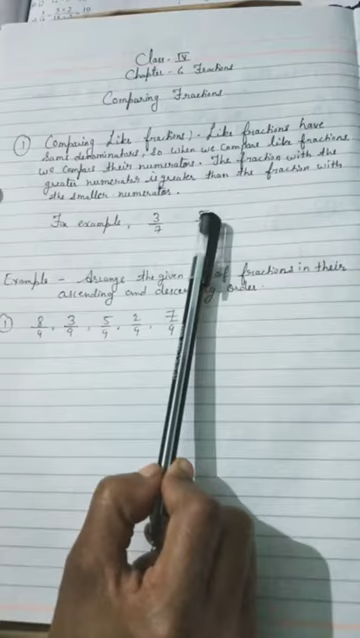 Class - IV
Chapter - 6 Fractions
Comparing Fractions
① Comparing Like fractions :- Like fractions have
same denominators, So when we compare like fractions
we compare their numerators. The fraction with the
greater numerator is greater than the fraction with
the smaller numerator.
For example, 3/7
Example - Arrange the given of fractions in their
ascending and descending order.
① 8/9, 3/9, 5/9, 2/9, 7/9